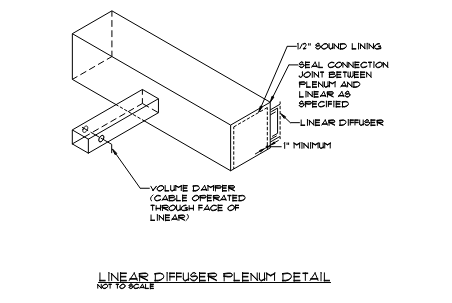 1/2" SOUND LINING
SEAL CONNECTION
JOINT BETWEEN
PLENUM AND
LINEAR AS
SPECIFIED
LINEAR DIFFUSER
1" MINIMUM
VOLUME DAMPER
(CABLE OPERATED
THROUGH FACE OF
LINEAR)
LINEAR DIFFUSER PLENUM DETAIL
NOT TO SCALE